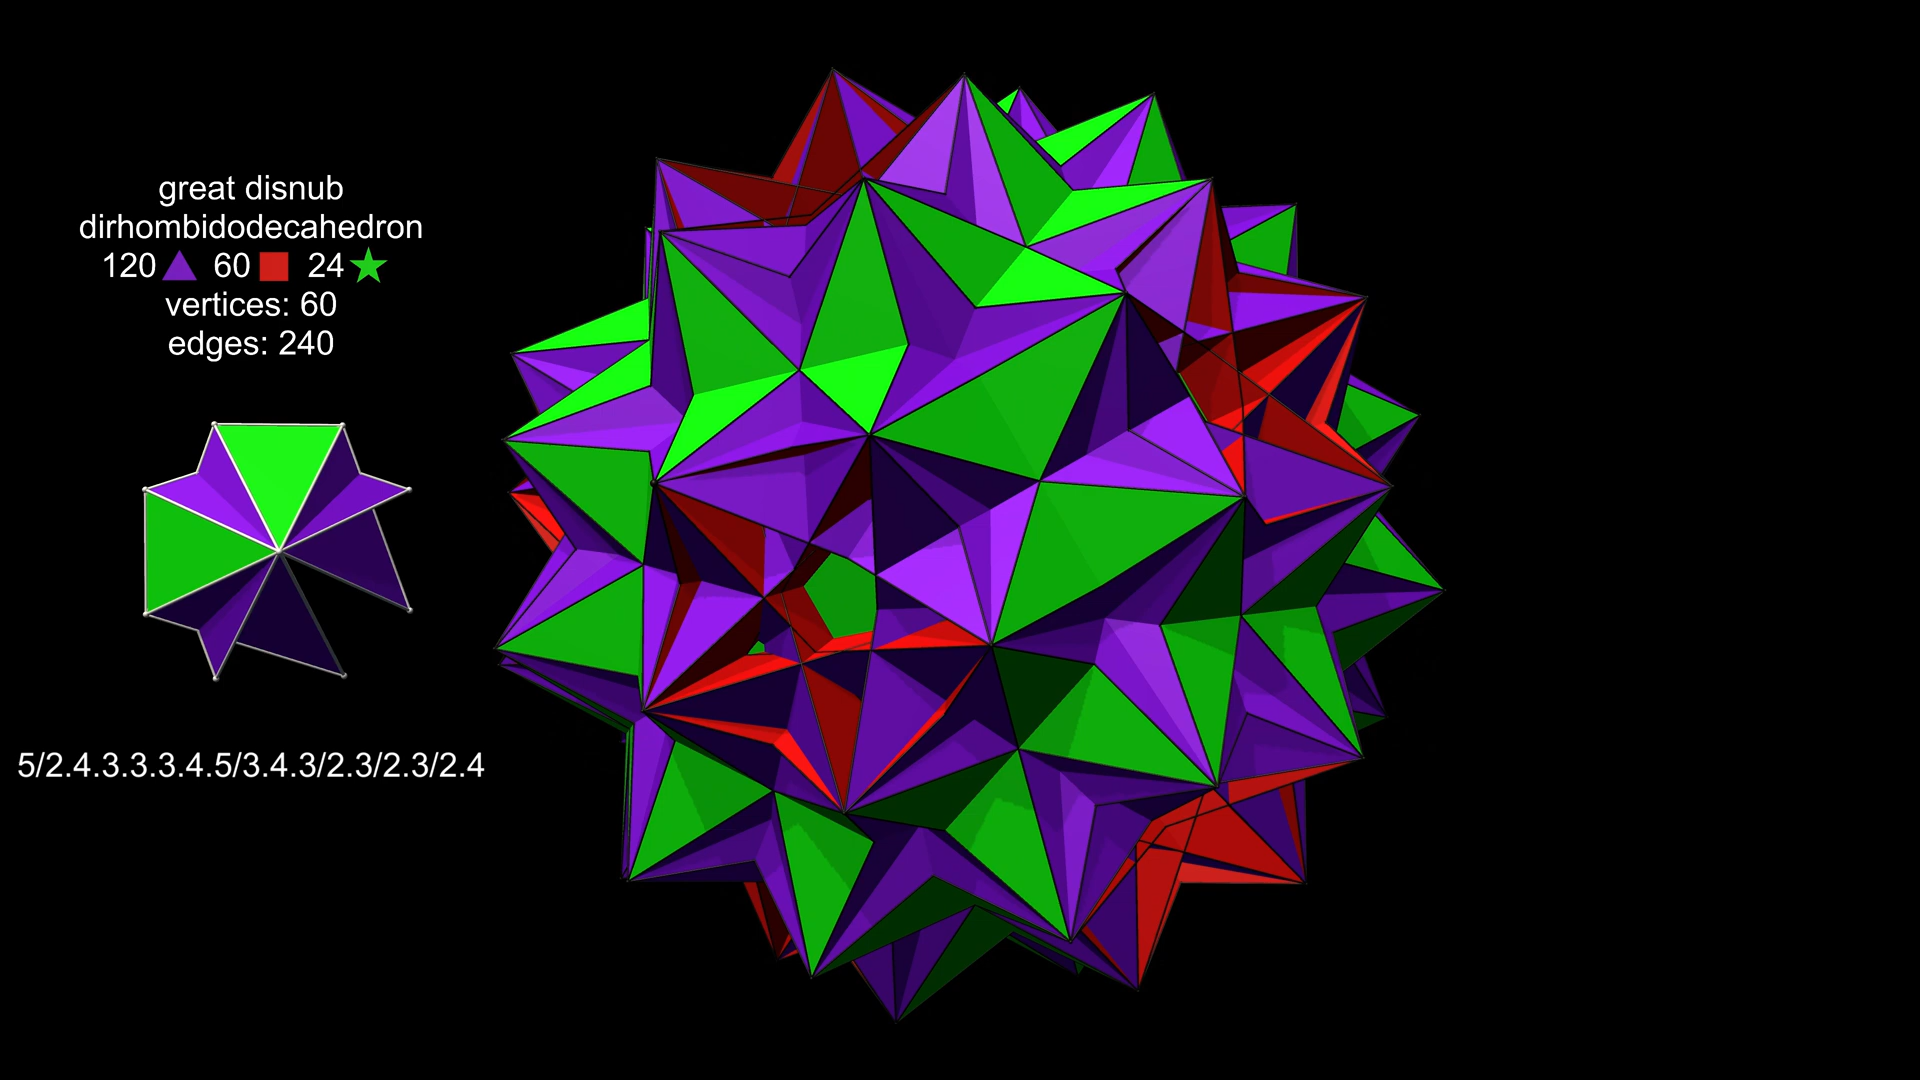 great disnub
dirhombidodecahedron
120 60 24
vertices: 60
edges: 240
5/2.4.3.3.3.4.5/3.4.3/2.3/2.3/2.4